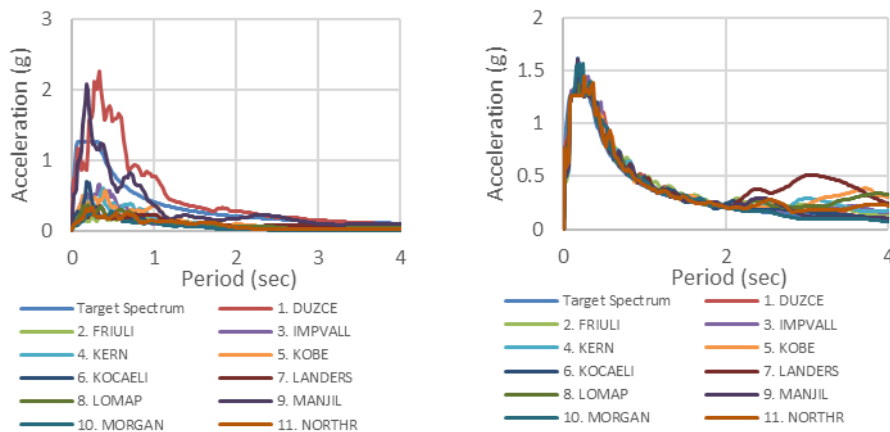 3
2
1
0
Acceleration (g)
0 1 2 3 4
Period (sec)
Target Spectrum 1. DUZCE
2. FRIULI 3. IMPVALL
4. KERN 5. KOBE
6. KOCAELI 7. LANDERS
8. LOMAP 9. MANJIL
10. MORGAN 11. NORTHR
2
1.5
1
0.5
0
Acceleration (g)
0 2 4
Period (sec)
Target Spectrum 1. DUZCE
2. FRIULI 3. IMPVALL
4. KERN 5. KOBE
6. KOCAELI 7. LANDERS
8. LOMAP 9. MANJIL
10. MORGAN 11. NORTHR